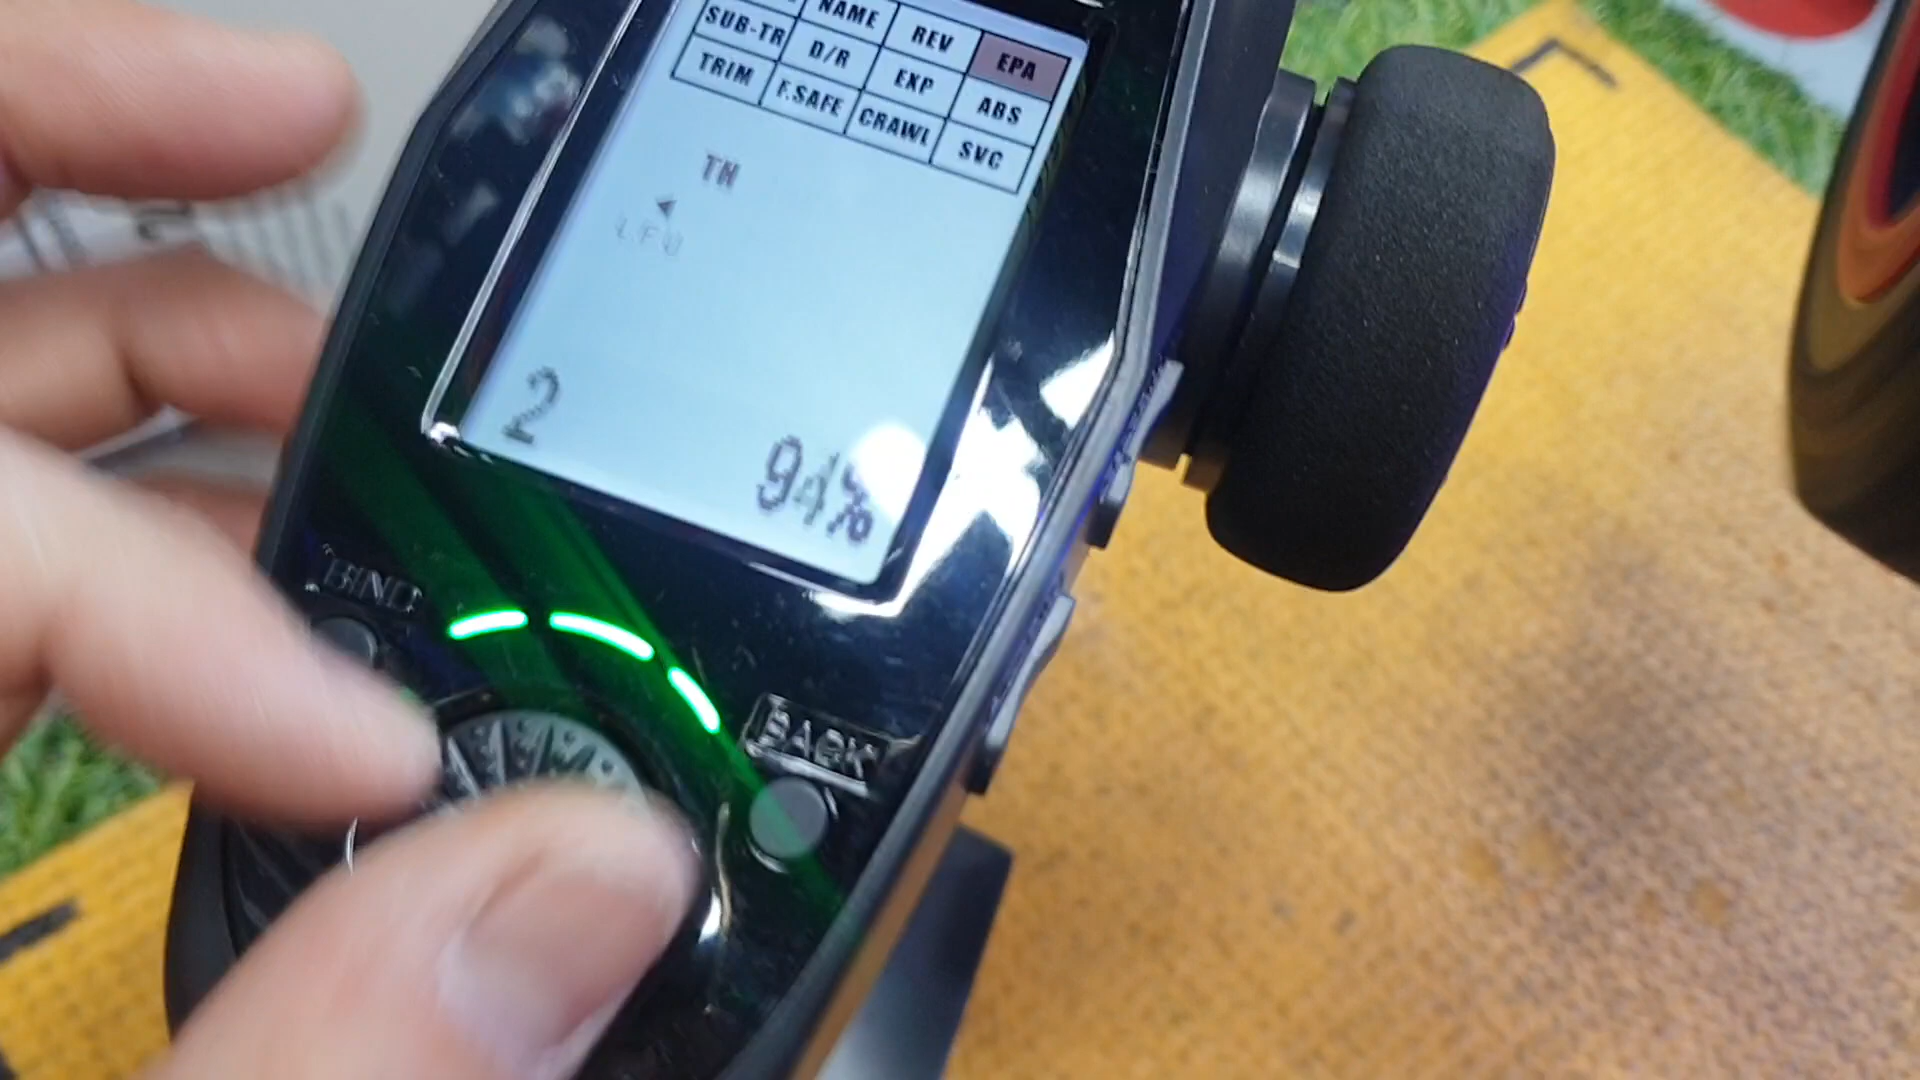 NAME REV EPA
SUB-TR D/R EXP ABS
TRIM F.SAFE CRAWL SVC
TH
2 94%
BIND
BACK